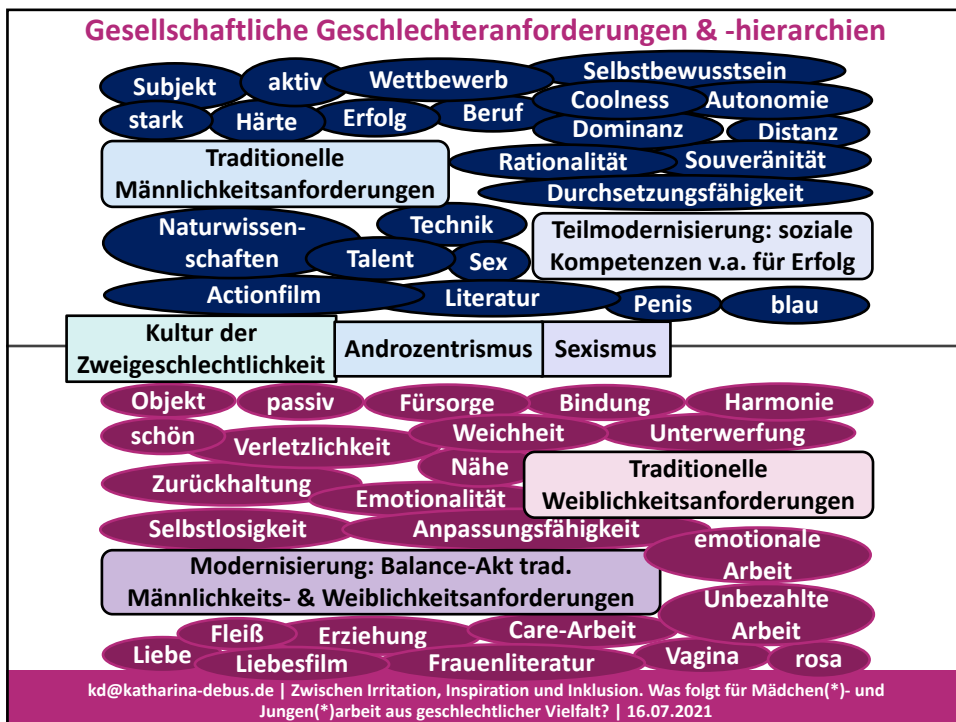 Gesellschaftliche Geschlechteranforderungen & -hierarchien
Subjekt
aktiv
Wettbewerb
Selbstbewusstsein
stark
Härte
Erfolg
Beruf
Coolness
Autonomie
Dominanz
Distanz
Traditionelle
Männlichkeitsanforderungen
Rationalität
Souveränität
Durchsetzungsfähigkeit
Naturwissen-
schaften
Technik
Talent
Sex
Teilmodernisierung: soziale
Kompetenzen v.a. für Erfolg
Actionfilm
Literatur
Penis
blau
Kultur der
Zweigeschlechtlichkeit
Androzentrismus
Sexismus
Objekt
passiv
Fürsorge
Bindung
Harmonie
schön
Verletzlichkeit
Weichheit
Unterwerfung
Zurückhaltung
Nähe
Emotionalität
Traditionelle
Weiblichkeitsanforderungen
Selbstlosigkeit
Anpassungsfähigkeit
emotionale
Arbeit
Modernisierung: Balance-Akt trad.
Männlichkeits- & Weiblichkeitsanforderungen
Unbezahlte
Arbeit
Liebe
Fleiß
Erziehung
Care-Arbeit
Liebesfilm
Frauenliteratur
Vagina
rosa
kd@katharina-debus.de | Zwischen Irritation, Inspiration und Inklusion. Was folgt für Mädchen(*)- und
Jungen(*)arbeit aus geschlechtlicher Vielfalt? | 16.07.2021